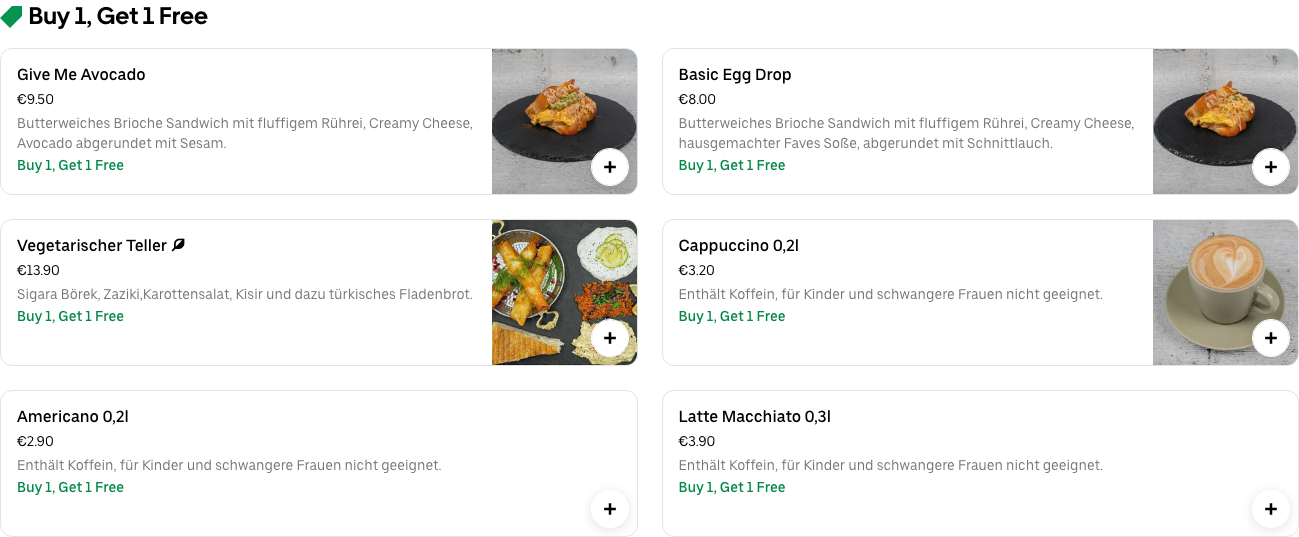 Buy 1, Get 1 Free
Give Me Avocado
€9.50
Butterweiches Brioche Sandwich mit fluffigem Rührei, Creamy Cheese,
Avocado abgerundet mit Sesam.
Buy 1, Get 1 Free
Basic Egg Drop
€8.00
Butterweiches Brioche Sandwich mit fluffigem Rührei, Creamy Cheese,
hausgemachter Faves Soße, abgerundet mit Schnittlauch.
Buy 1, Get 1 Free
Vegetarischer Teller
€13.90
Sigara Börek, Zaziki,Karottensalat, Kisir und dazu türkisches Fladenbrot.
Buy 1, Get 1 Free
Cappuccino 0,2l
€3.20
Enthält Koffein, für Kinder und schwangere Frauen nicht geeignet.
Buy 1, Get 1 Free
Americano 0,2l
€2.90
Enthält Koffein, für Kinder und schwangere Frauen nicht geeignet.
Buy 1, Get 1 Free
Latte Macchiato 0,3l
€3.90
Enthält Koffein, für Kinder und schwangere Frauen nicht geeignet.
Buy 1, Get 1 Free